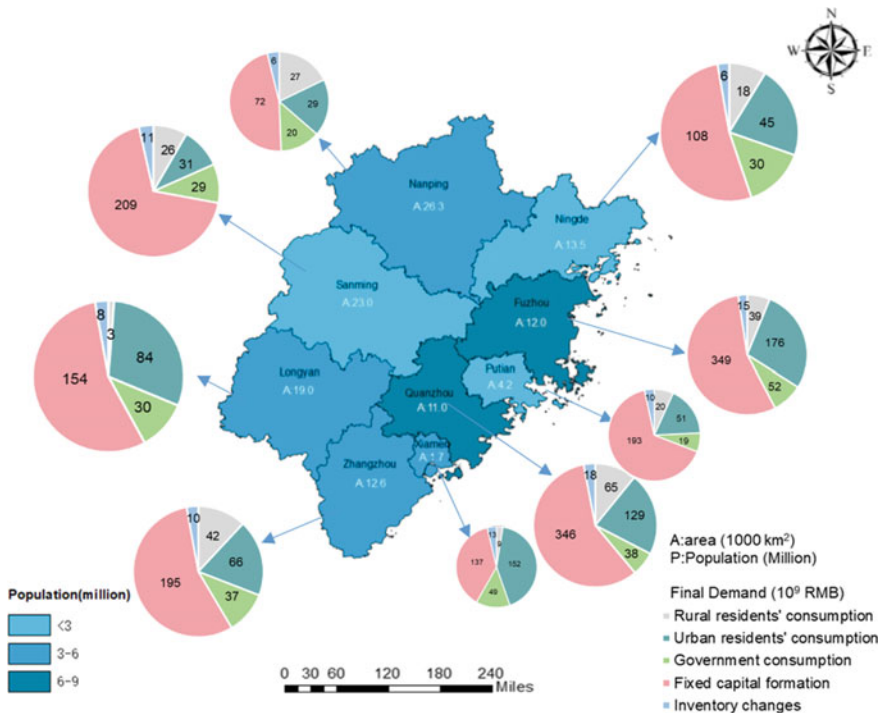 N
W E
S
6
27
29
20
72
6
18
45
30
108
11
26
31
29
209
Nanping
A:26.3
Ningde
A:13.5
Sanming
A:23.0
Fuzhou
A:12.0
8
3
84
30
154
15
39
176
52
349
Longyan
A:19.0
Putian
A:4.2
Quanzhou
A:11.0
10
20
51
19
193
Xiamen
A:1.7
Zhangzhou
A:12.6
18
65
129
38
346
10
42
66
37
195
13
9
152
49
137
A:area (1000 km²)
P:Population (Million)
Final Demand (10⁹ RMB)
Rural residents' consumption
Urban residents' consumption
Government consumption
Fixed capital formation
Inventory changes
Population(million)
<3
3-6
6-9
0 30 60 120 180 240
Miles